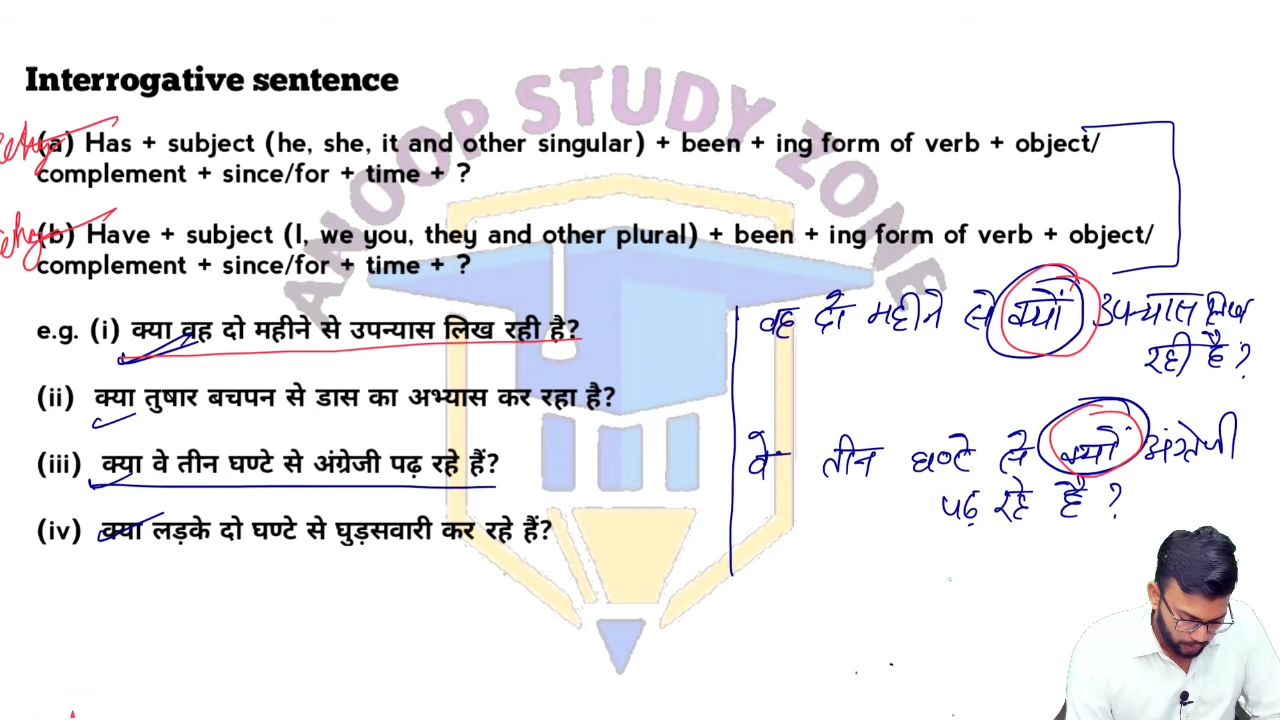 Interrogative sentence
(a) Has + subject (he, she, it and other singular) + been + ing form of verb + object/
complement + since/for + time + ?
(b) Have + subject (I, we you, they and other plural) + been + ing form of verb + object/
complement + since/for + time + ?
e.g. (i) क्या वह दो महीने से उपन्यास लिख रही है?
(ii) क्या तुषार बचपन से डास का अभ्यास कर रहा है?
(iii) क्या वे तीन घण्टे से अंग्रेजी पढ़ रहे हैं?
(iv) क्या लड़के दो घण्टे से घुड़सवारी कर रहे हैं?
वह दो महीने से क्यों उपन्यास लिख
रही है?
वे तीन घण्टे से क्यों अंग्रेजी
पढ़ रहे हैं?
ANOOP STUDY ZONE